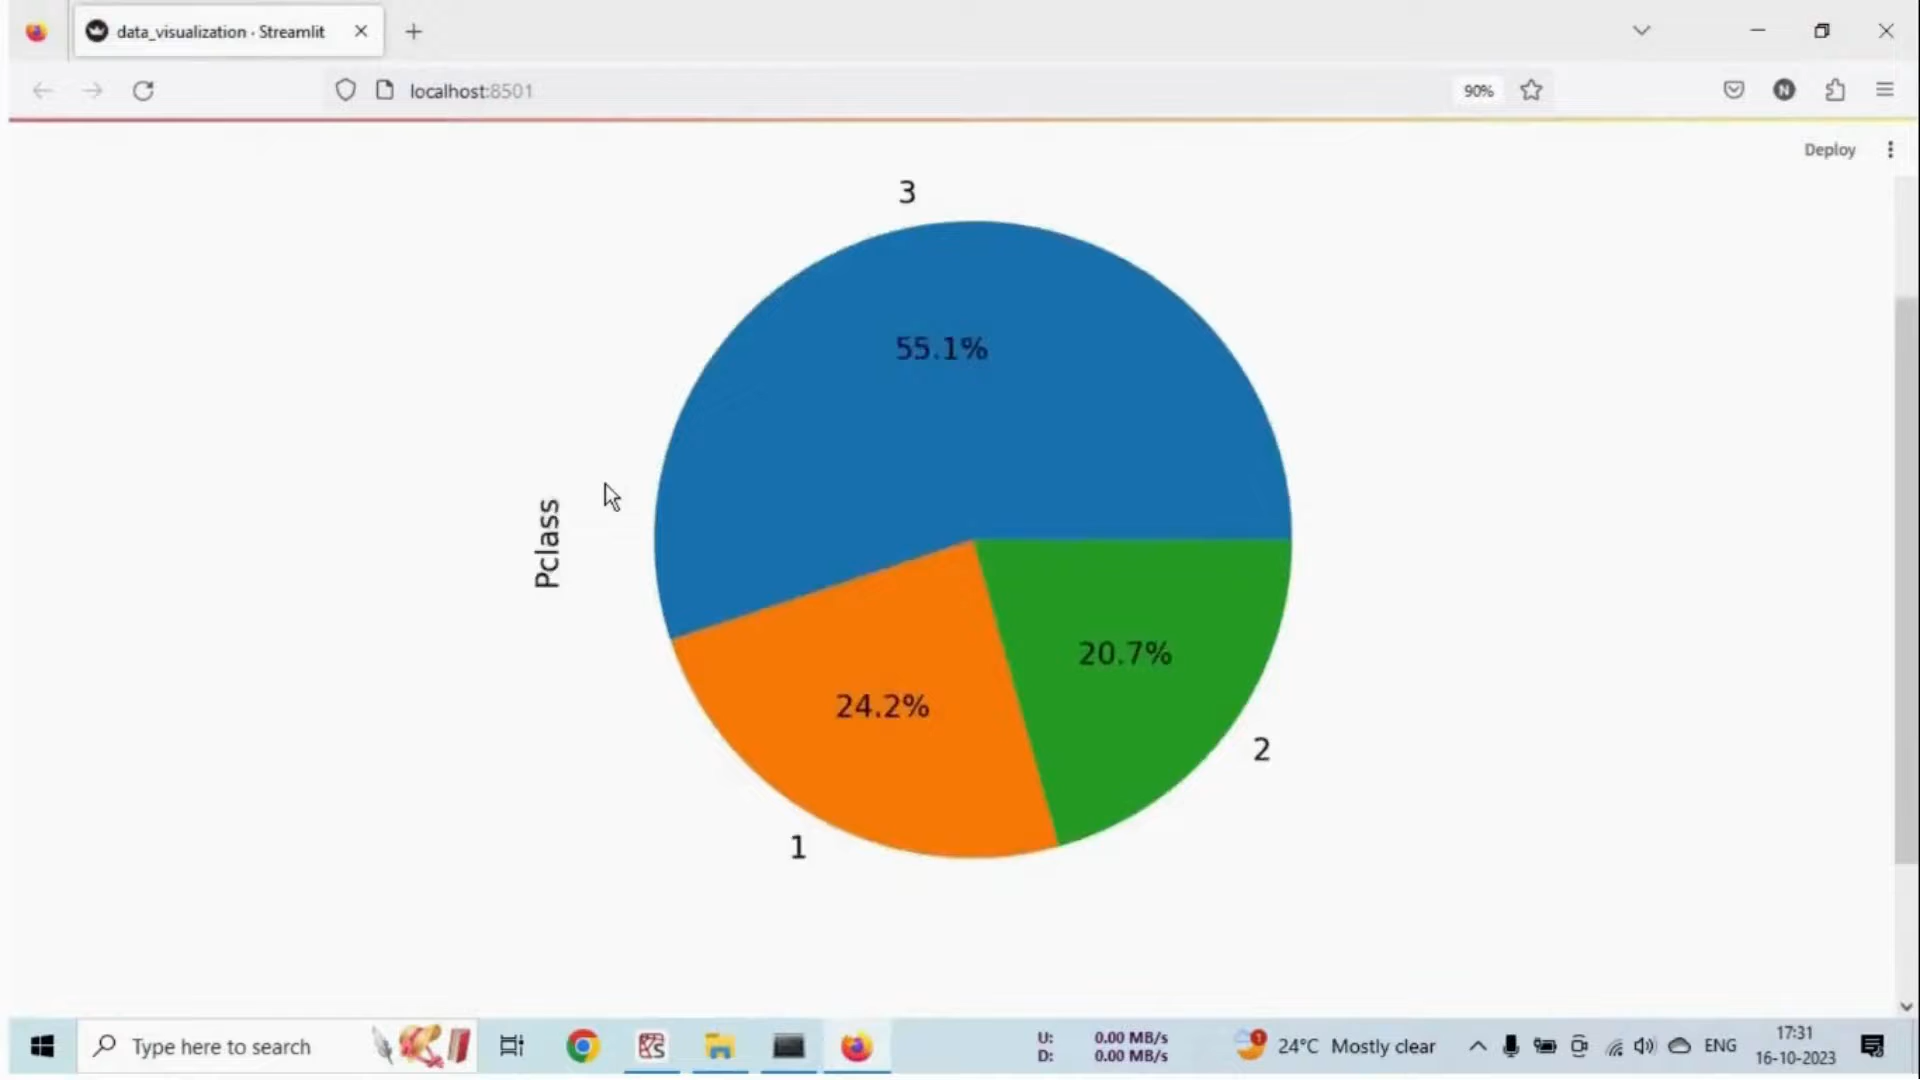 data_visualization · Streamlit
localhost:8501
90%
N
Deploy
3
55.1%
Pclass
20.7%
24.2%
2
1
Type here to search
U: 0.00 MB/s
D: 0.00 MB/s
1
24°C Mostly clear
ENG
17:31
16-10-2023